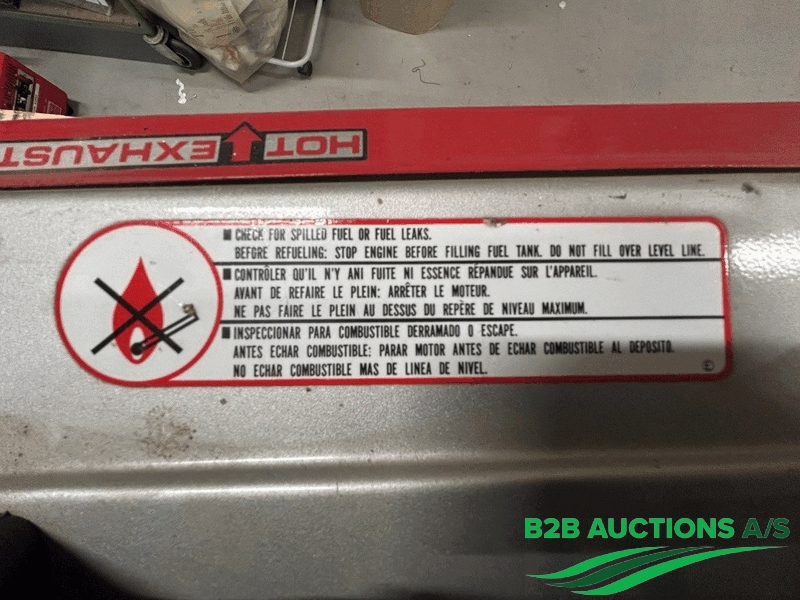 HOT EXHAUST
■ CHECK FOR SPILLED FUEL OR FUEL LEAKS.
BEFORE REFUELING: STOP ENGINE BEFORE FILLING FUEL TANK. DO NOT FILL OVER LEVEL LINE.
■ CONTRÔLER QU'IL N'Y ANI FUITE NI ESSENCE RÉPANDUE SUR L'APPAREIL.
AVANT DE REFAIRE LE PLEIN: ARRÊTER LE MOTEUR.
NE PAS FAIRE LE PLEIN AU DESSUS DU REPÈRE DE NIVEAU MAXIMUM.
■ INSPECCIONAR PARA COMBUSTIBLE DERRAMADO O ESCAPE.
ANTES ECHAR COMBUSTIBLE: PARAR MOTOR ANTES DE ECHAR COMBUSTIBLE AL DEPOSITO.
NO ECHAR COMBUSTIBLE MAS DE LINEA DE NIVEL.
B2B AUCTIONS A/S